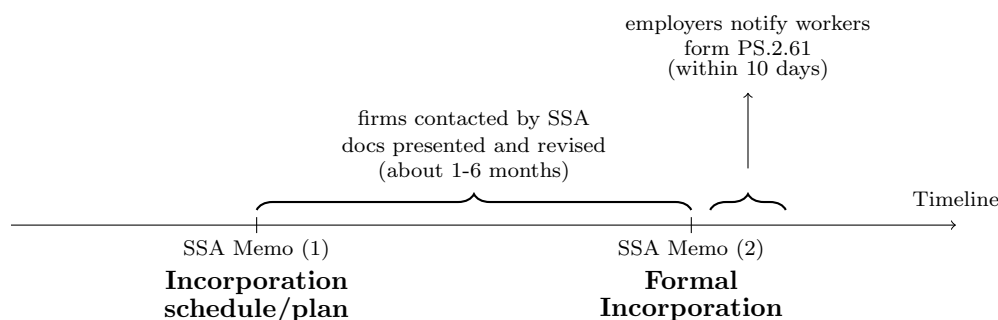 employers notify workers
form PS.2.61
(within 10 days)
firms contacted by SSA
docs presented and revised
(about 1-6 months)
Timeline
SSA Memo (1)
Incorporation
schedule/plan
SSA Memo (2)
Formal
Incorporation